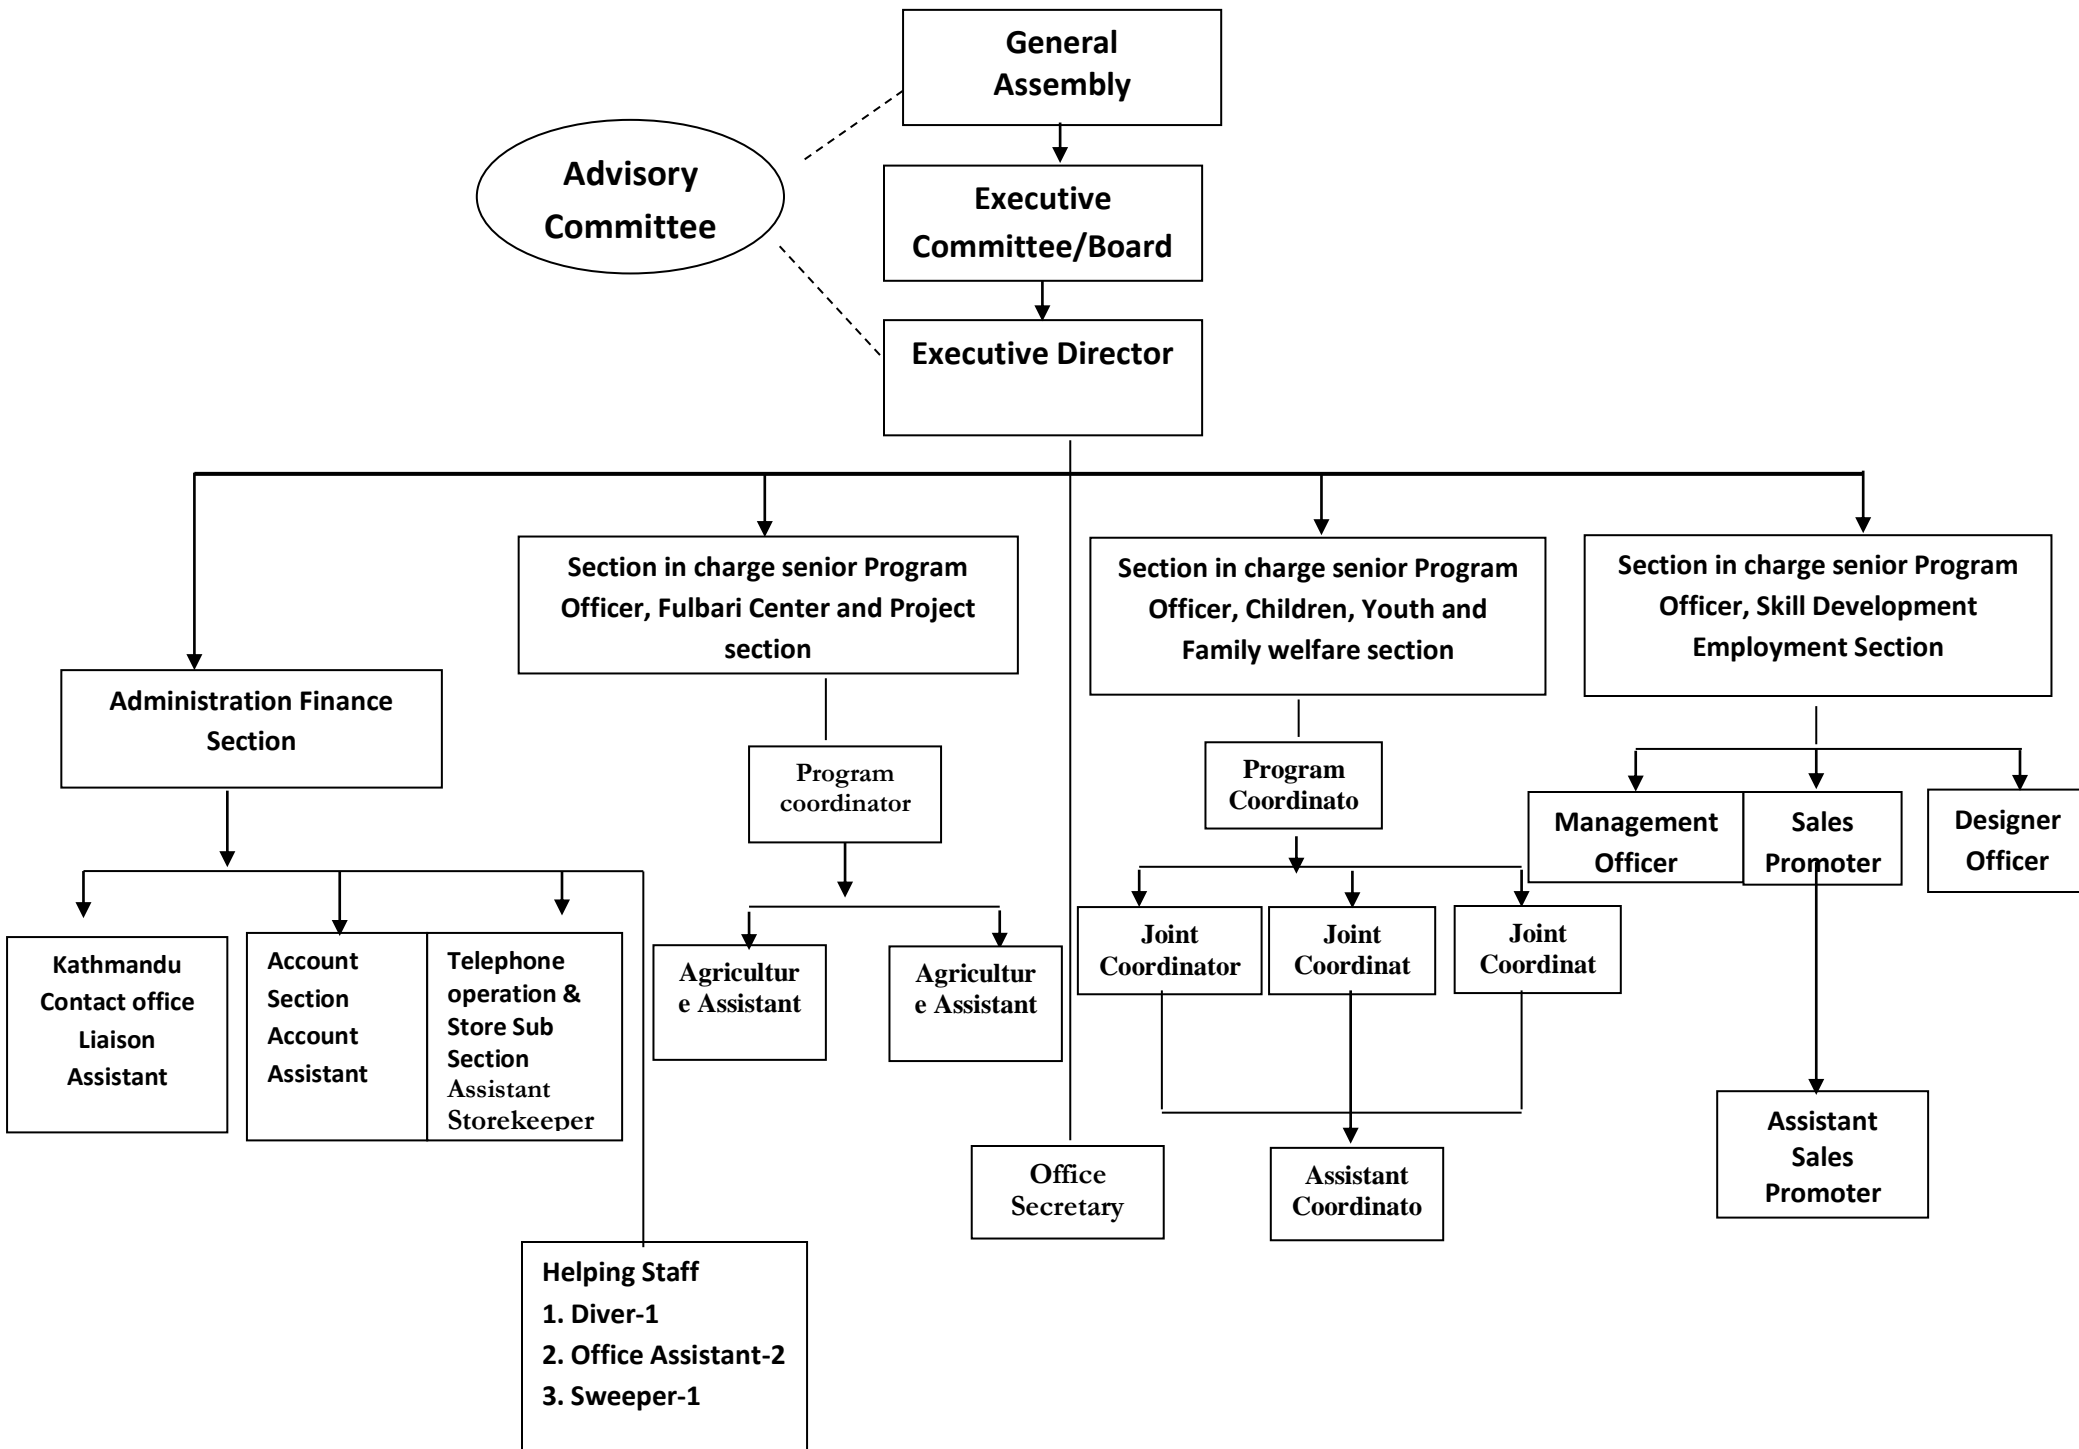 General
Assembly
Advisory
Committee
Executive
Committee/Board
Executive Director
Section in charge senior Program
Officer, Fulbari Center and Project
section
Section in charge senior Program
Officer, Children, Youth and
Family welfare section
Section in charge senior Program
Officer, Skill Development
Employment Section
Administration Finance
Section
Program
coordinator
Program
Coordinato
Management
Officer
Sales
Promoter
Designer
Officer
Kathmandu
Contact office
Liaison
Assistant
Account
Section
Account
Assistant
Telephone
operation &
Store Sub
Section
Assistant
Storekeeper
Agricultur
e Assistant
Agricultur
e Assistant
Joint
Coordinator
Joint
Coordinat
Joint
Coordinat
Office
Secretary
Assistant
Coordinato
Assistant
Sales
Promoter
Helping Staff
1. Diver-1
2. Office Assistant-2
3. Sweeper-1